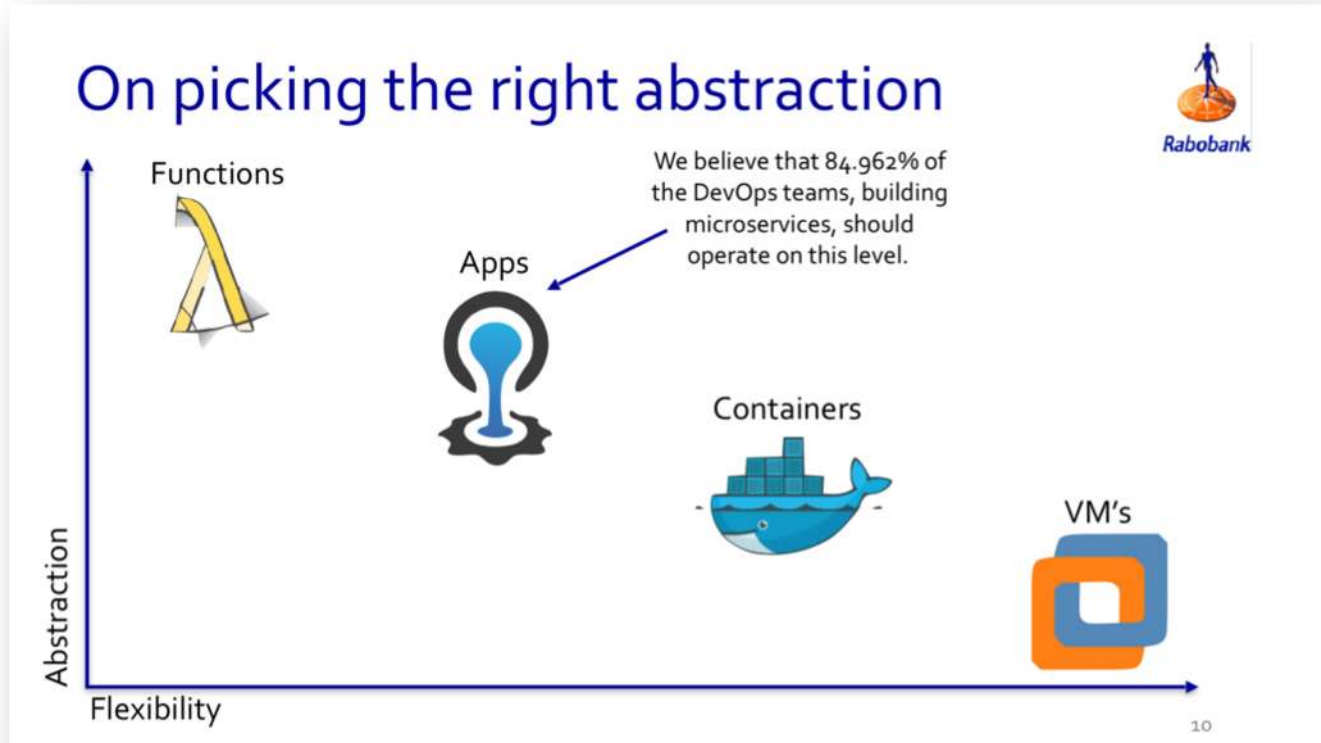 On picking the right abstraction
Rabobank
Functions
We believe that 84.962% of
the DevOps teams, building
microservices, should
operate on this level.
Apps
Containers
VM's
Abstraction
Flexibility
10